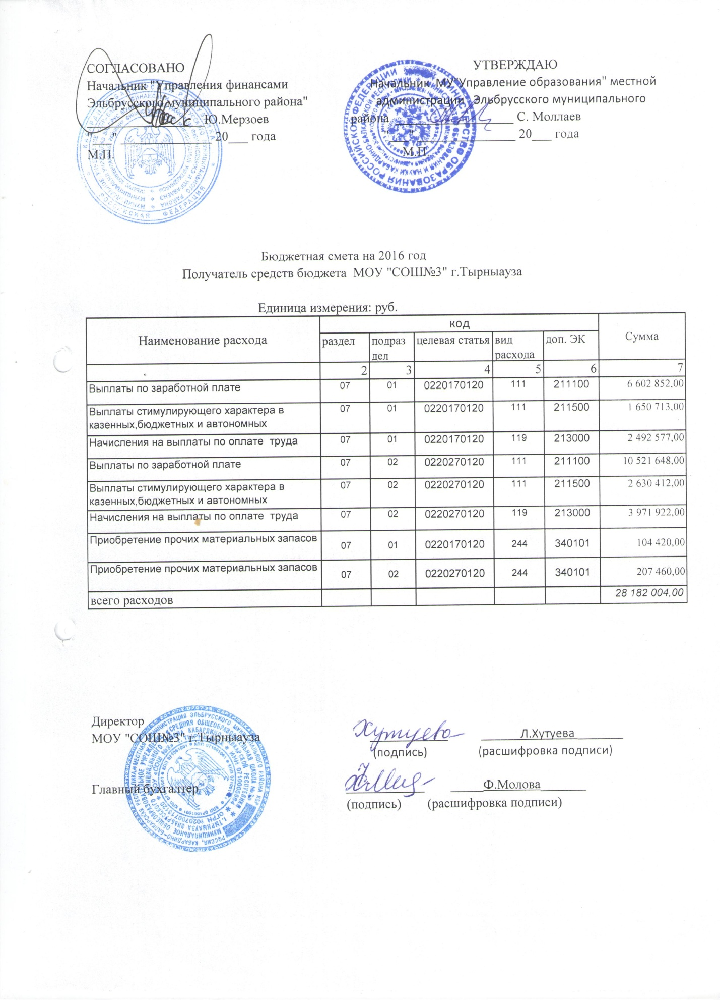 СОГЛАСОВАНО
Начальник "Управления финансами
Эльбрусского муниципального района"
__________________Ю.Мерзоев
"___" ______________ 20___ года
М.П.
УТВЕРЖДАЮ
Начальник МУ"Управление образования" местной
администрации Эльбрусского муниципального
района __________________ С. Моллаев
"___" _______________ 20___ года
М.П.
Бюджетная смета на 2016 год
Получатель средств бюджета МОУ "СОШ№3" г.Тырныауза
Единица измерения: руб.
Наименование расхода код Сумма
раздел подраз дел целевая статья вид расхода доп. ЭК
2 3 4 5 6 7
Выплаты по заработной плате 07 01 0220170120 111 211100 6 602 852,00
Выплаты стимулирующего характера в
казенных,бюджетных и автономных 07 01 0220170120 111 211500 1 650 713,00
Начисления на выплаты по оплате труда 07 01 0220170120 119 213000 2 492 577,00
Выплаты по заработной плате 07 02 0220270120 111 211100 10 521 648,00
Выплаты стимулирующего характера в
казенных,бюджетных и автономных 07 02 0220270120 111 211500 2 630 412,00
Начисления на выплаты по оплате труда 07 02 0220270120 119 213000 3 971 922,00
Приобретение прочих материальных запасов 07 01 0220170120 244 340101 104 420,00
Приобретение прочих материальных запасов 07 02 0220270120 244 340101 207 460,00
всего расходов 28 182 004,00
Директор
МОУ "СОШ№3" г.Тырныауза
Хутуева ______Л.Хутуева_______
(подпись) (расшифровка подписи)
Главный бухгалтер _____Ф.Молова_______
(подпись) (расшифровка подписи)